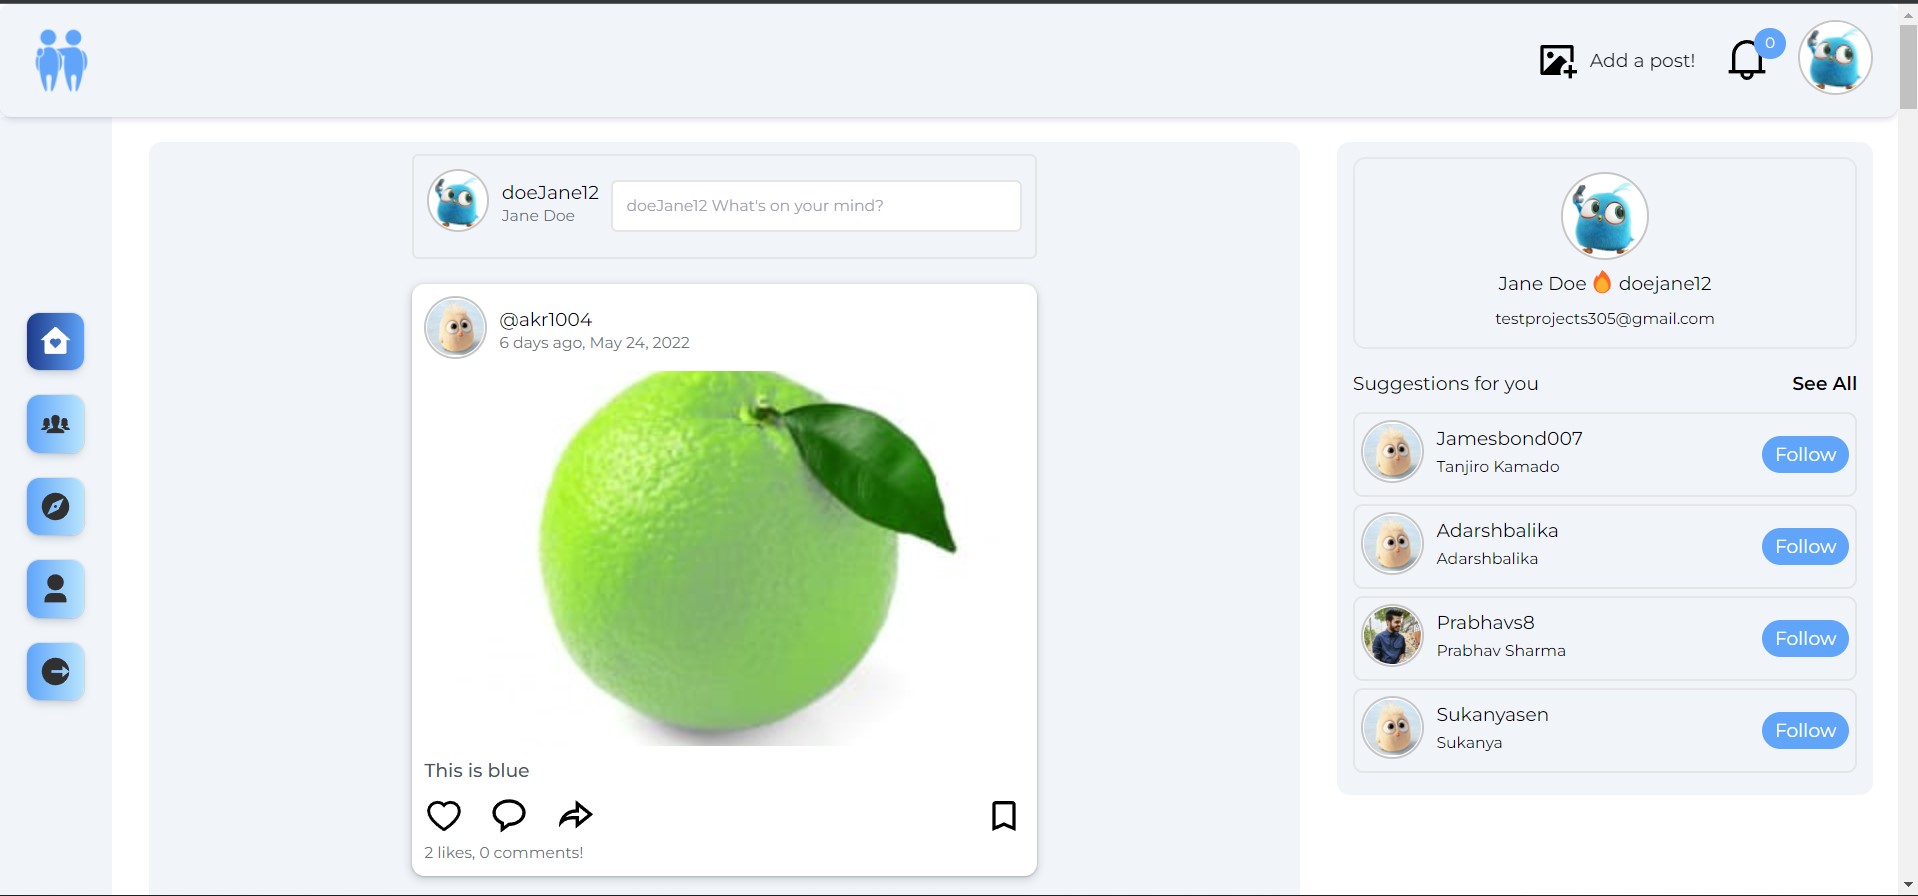 Add a post!
0
doeJane12
Jane Doe
doeJane12 What's on your mind?
@akr1004
6 days ago, May 24, 2022
This is blue
2 likes, 0 comments!
Jane Doe 🔥 doejane12
testprojects305@gmail.com
Suggestions for you See All
Jamesbond007
Tanjiro Kamado
Follow
Adarshbalika
Adarshbalika
Follow
Prabhavs8
Prabhav Sharma
Follow
Sukanyasen
Sukanya
Follow